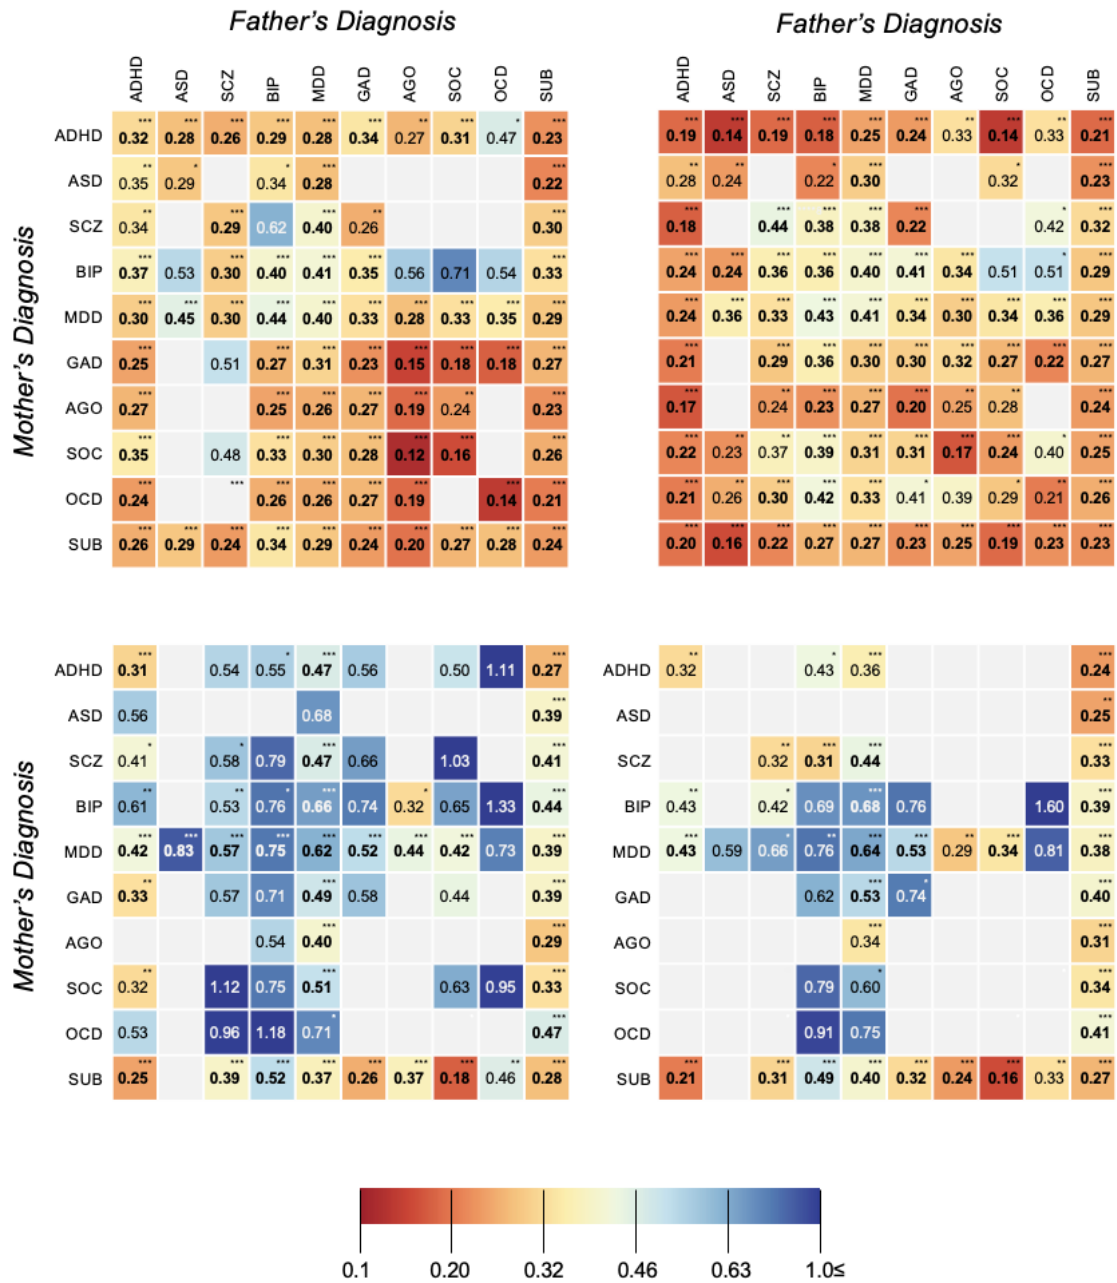 Father's Diagnosis
Father's Diagnosis
ADHD ASD SCZ BIP MDD GAD AGO SOC OCD SUB
ADHD ASD SCZ BIP MDD GAD AGO SOC OCD SUB
Mother's Diagnosis
ADHD 0.32*** 0.28*** 0.26*** 0.29*** 0.28*** 0.34*** 0.27** 0.31*** 0.47* 0.23***
ASD 0.35** 0.29* 0.34* 0.28*** 0.22***
SCZ 0.34** 0.29*** 0.62 0.40*** 0.26** 0.30***
BIP 0.37*** 0.53 0.30*** 0.40*** 0.41*** 0.35*** 0.56 0.71 0.54 0.33***
MDD 0.30*** 0.45*** 0.30*** 0.44*** 0.40*** 0.33*** 0.28*** 0.33*** 0.35*** 0.29***
GAD 0.25*** 0.51 0.27*** 0.31*** 0.23*** 0.15*** 0.18*** 0.18*** 0.27***
AGO 0.27*** 0.25*** 0.26*** 0.27*** 0.19*** 0.24** 0.23***
SOC 0.35*** 0.48 0.33*** 0.30*** 0.28*** 0.12*** 0.16*** 0.26***
OCD 0.24*** *** 0.26*** 0.26*** 0.27*** 0.19*** 0.14*** 0.21***
SUB 0.26*** 0.29*** 0.24*** 0.34*** 0.29*** 0.24*** 0.20*** 0.27*** 0.28*** 0.24***
0.19*** 0.14*** 0.19*** 0.18*** 0.25*** 0.24*** 0.33** 0.14*** 0.33** 0.21***
0.28** 0.24** 0.22* 0.30*** 0.32* 0.23***
0.18*** 0.44*** 0.38*** 0.38*** 0.22*** 0.42* 0.32***
0.24*** 0.24*** 0.36*** 0.36*** 0.40*** 0.41*** 0.34*** 0.51 0.51* 0.29***
0.24*** 0.36*** 0.33*** 0.43*** 0.41*** 0.34*** 0.30*** 0.34*** 0.36*** 0.29***
0.21*** 0.29*** 0.36*** 0.30*** 0.30*** 0.32*** 0.27*** 0.22*** 0.27***
0.17*** 0.24** 0.23*** 0.27*** 0.20*** 0.25** 0.28** 0.24***
0.22*** 0.23** 0.37** 0.39*** 0.31*** 0.31*** 0.17*** 0.24*** 0.40* 0.25***
0.21*** 0.26** 0.30*** 0.42*** 0.33*** 0.41* 0.39 0.29* 0.21** 0.26***
0.20*** 0.16*** 0.22*** 0.27*** 0.27*** 0.23*** 0.25*** 0.19*** 0.23*** 0.23***
Mother's Diagnosis
ADHD 0.31*** 0.54 0.55* 0.47*** 0.56 0.50 1.11 0.27***
ASD 0.56 0.68 0.39***
SCZ 0.41* 0.58* 0.79 0.47*** 0.66 1.03 0.41***
BIP 0.61** 0.53** 0.76* 0.66*** 0.74 0.32* 0.65 1.33 0.44***
MDD 0.42*** 0.83*** 0.57*** 0.75*** 0.62*** 0.52*** 0.44*** 0.42*** 0.73 0.39***
GAD 0.33** 0.57 0.71 0.49*** 0.58 0.44 0.39***
AGO 0.54 0.40*** 0.29***
SOC 0.32** 1.12 0.75 0.51*** 0.63 0.95 0.33***
OCD 0.53 0.96 1.18 0.71* 0.47***
SUB 0.25*** 0.39*** 0.52*** 0.37*** 0.26*** 0.37*** 0.18*** 0.46** 0.28***
ADHD 0.32** 0.43* 0.36*** 0.24***
ASD 0.25**
SCZ 0.32** 0.31*** 0.44*** 0.33***
BIP 0.43** 0.42* 0.69 0.68*** 0.76 1.60 0.39***
MDD 0.43*** 0.59 0.66* 0.76** 0.64*** 0.53*** 0.29** 0.34*** 0.81 0.38***
GAD 0.62 0.53*** 0.74* 0.40***
AGO 0.34*** 0.31***
SOC 0.79 0.60* 0.34***
OCD 0.91 0.75 0.41***
SUB 0.21*** 0.31*** 0.49*** 0.40*** 0.32*** 0.24*** 0.16*** 0.33** 0.27***
0.1 0.20 0.32 0.46 0.63 1.0≤